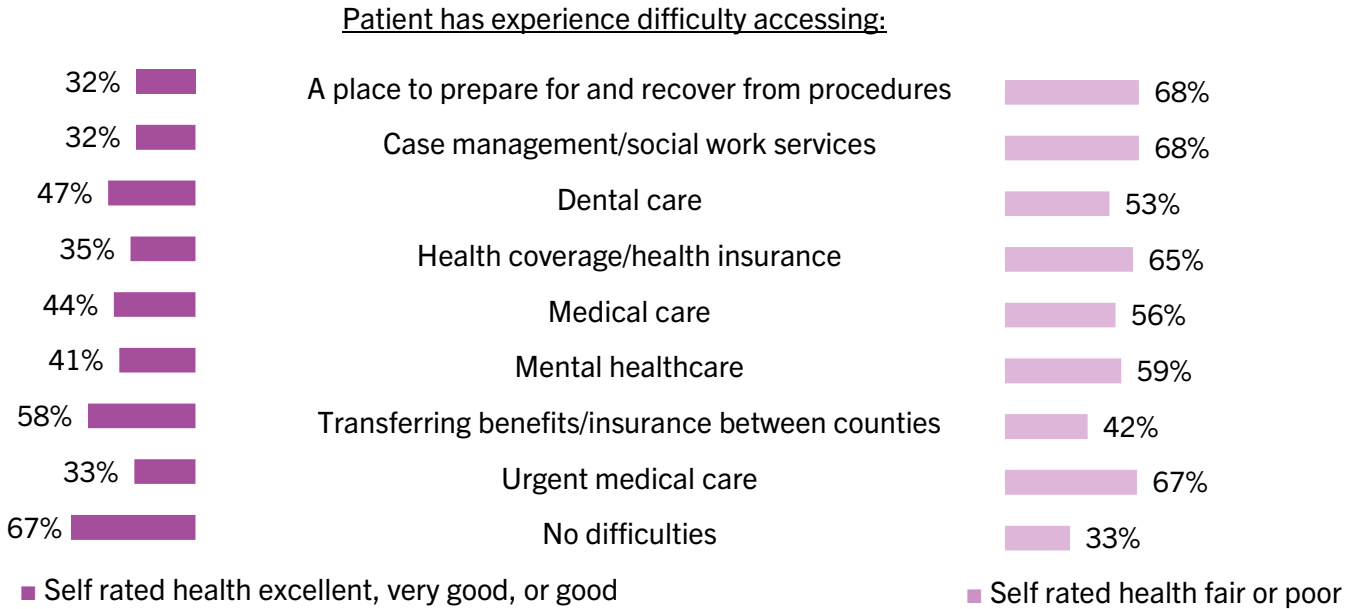 Patient has experience difficulty accessing:
32% A place to prepare for and recover from procedures 68%
32% Case management/social work services 68%
47% Dental care 53%
35% Health coverage/health insurance 65%
44% Medical care 56%
41% Mental healthcare 59%
58% Transferring benefits/insurance between counties 42%
33% Urgent medical care 67%
67% No difficulties 33%
Self rated health excellent, very good, or good Self rated health fair or poor